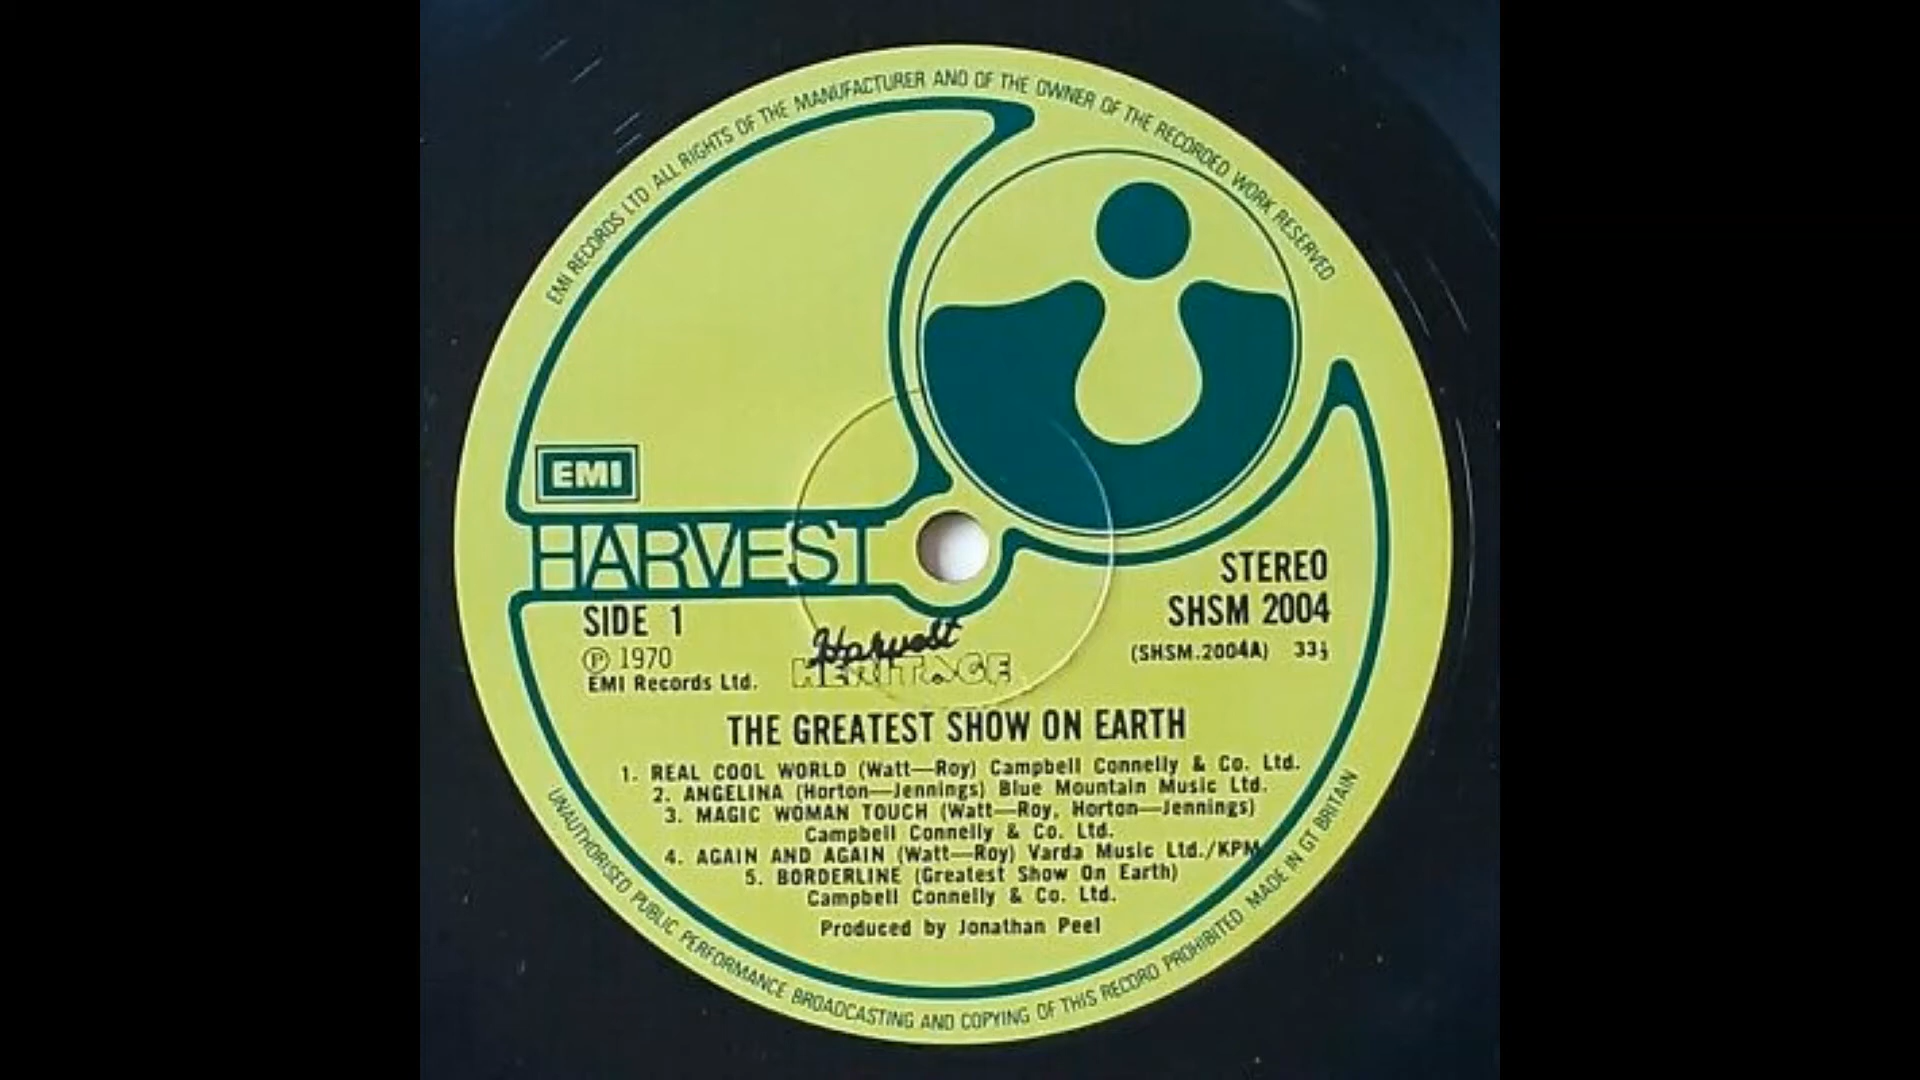 EMI RECORDS LTD ALL RIGHTS OF THE MANUFACTURER AND OF THE OWNER OF THE RECORDED WORK RESERVED
EMI
HARVEST
SIDE 1
℗ 1970
EMI Records Ltd.
Harvest
HERITAGE
STEREO
SHSM 2004
(SHSM.2004A) 33⅓
THE GREATEST SHOW ON EARTH
1. REAL COOL WORLD (Watt—Roy) Campbell Connelly & Co. Ltd.
2. ANGELINA (Horton—Jennings) Blue Mountain Music Ltd.
3. MAGIC WOMAN TOUCH (Watt—Roy, Horton—Jennings)
Campbell Connelly & Co. Ltd.
4. AGAIN AND AGAIN (Watt—Roy) Varda Music Ltd./KPM
5. BORDERLINE (Greatest Show On Earth)
Campbell Connelly & Co. Ltd.
Produced by Jonathan Peel
UNAUTHORISED PUBLIC PERFORMANCE BROADCASTING AND COPYING OF THIS RECORD PROHIBITED MADE IN GT BRITAIN